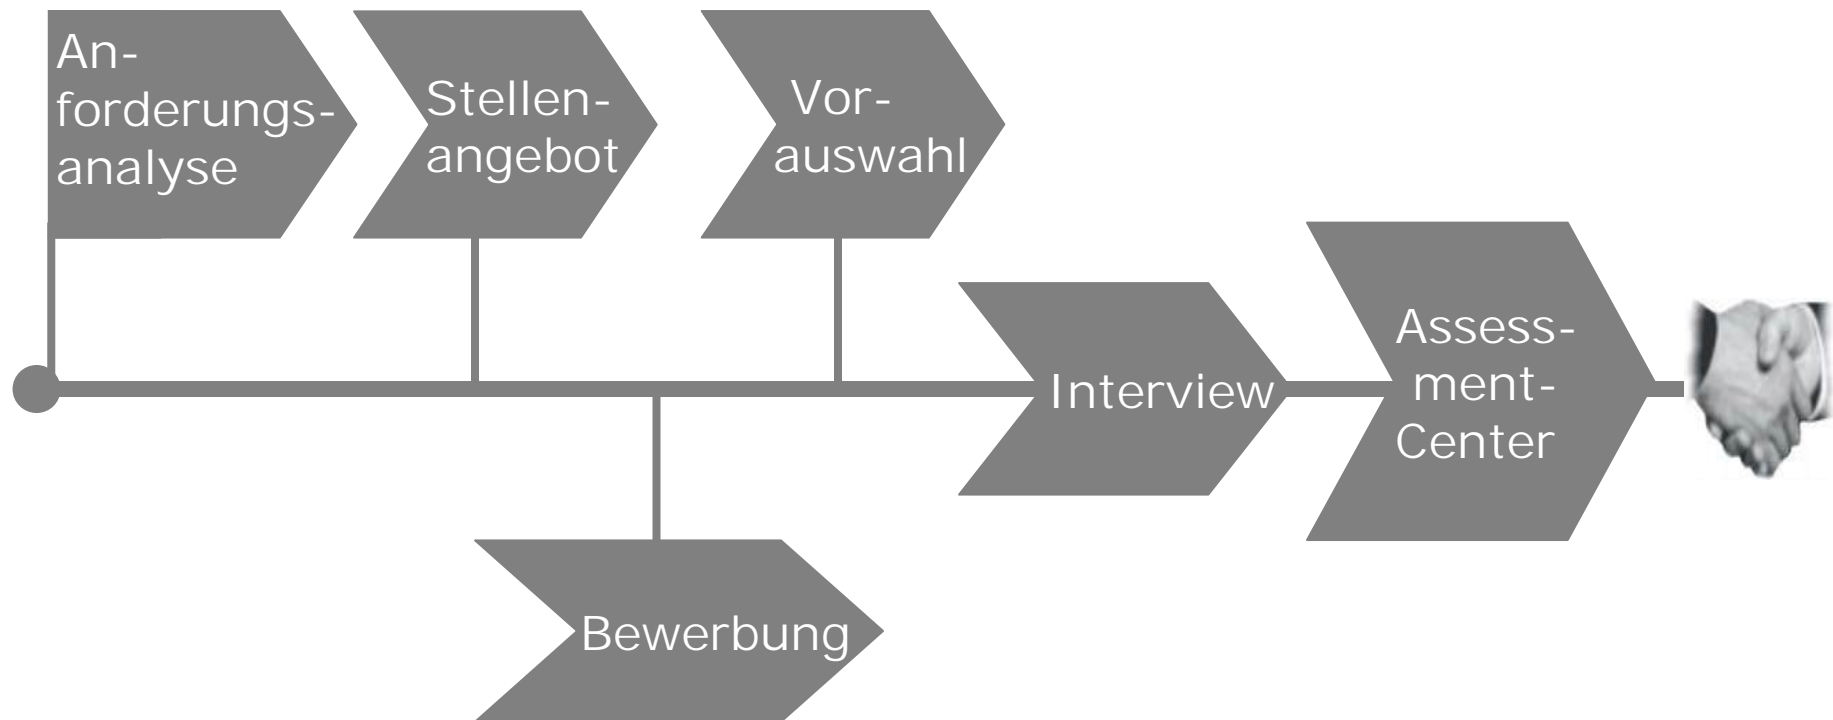 An-
forderungs-
analyse
Stellen-
angebot
Vor-
auswahl
Interview
Assess-
ment-
Center
Bewerbung